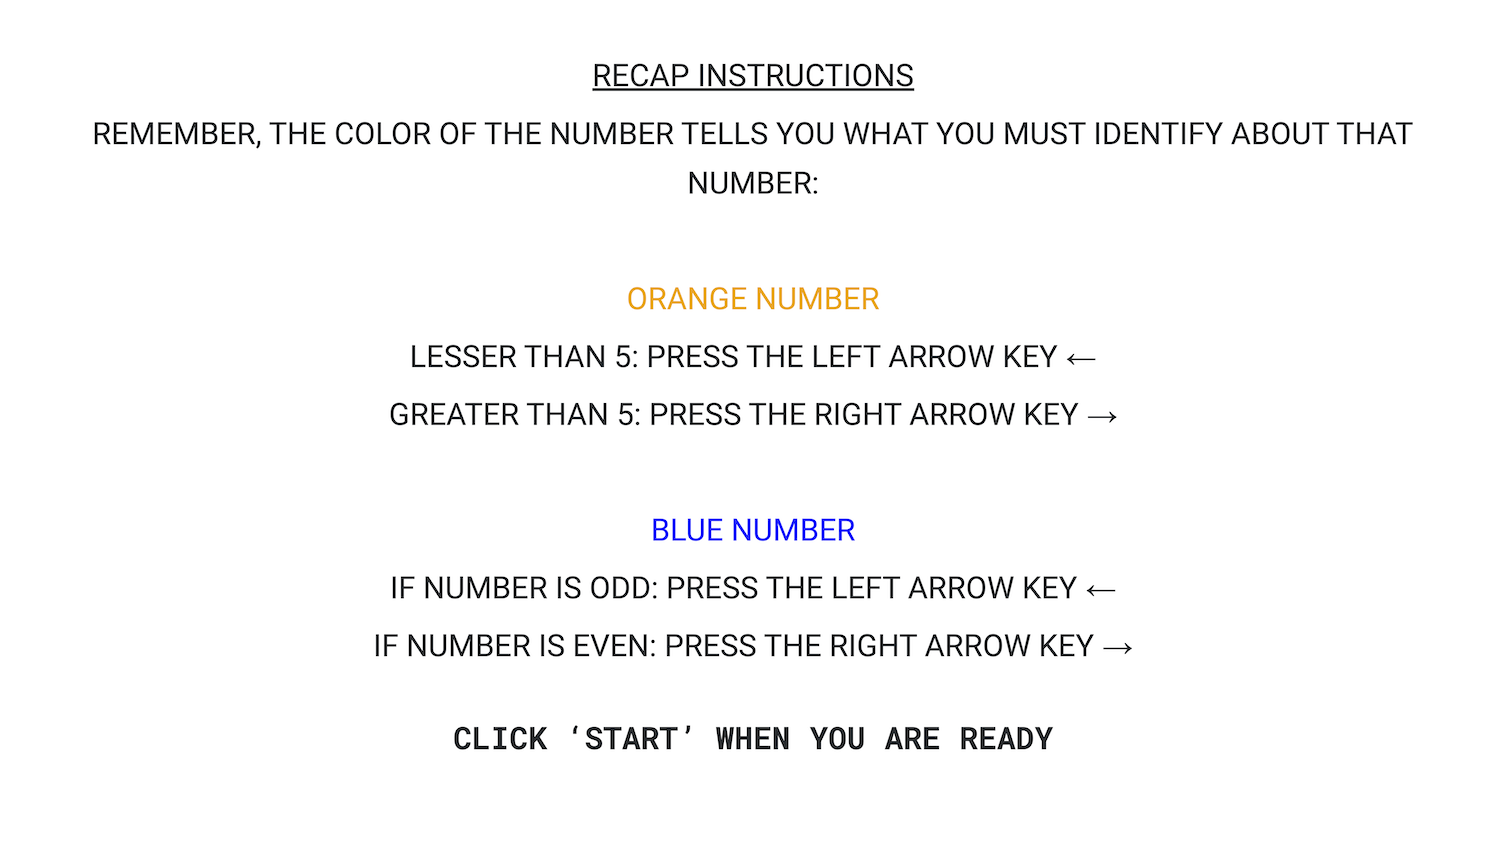 RECAP INSTRUCTIONS
REMEMBER, THE COLOR OF THE NUMBER TELLS YOU WHAT YOU MUST IDENTIFY ABOUT THAT
NUMBER:
ORANGE NUMBER
LESSER THAN 5: PRESS THE LEFT ARROW KEY ←
GREATER THAN 5: PRESS THE RIGHT ARROW KEY →
BLUE NUMBER
IF NUMBER IS ODD: PRESS THE LEFT ARROW KEY ←
IF NUMBER IS EVEN: PRESS THE RIGHT ARROW KEY →
CLICK ‘START’ WHEN YOU ARE READY